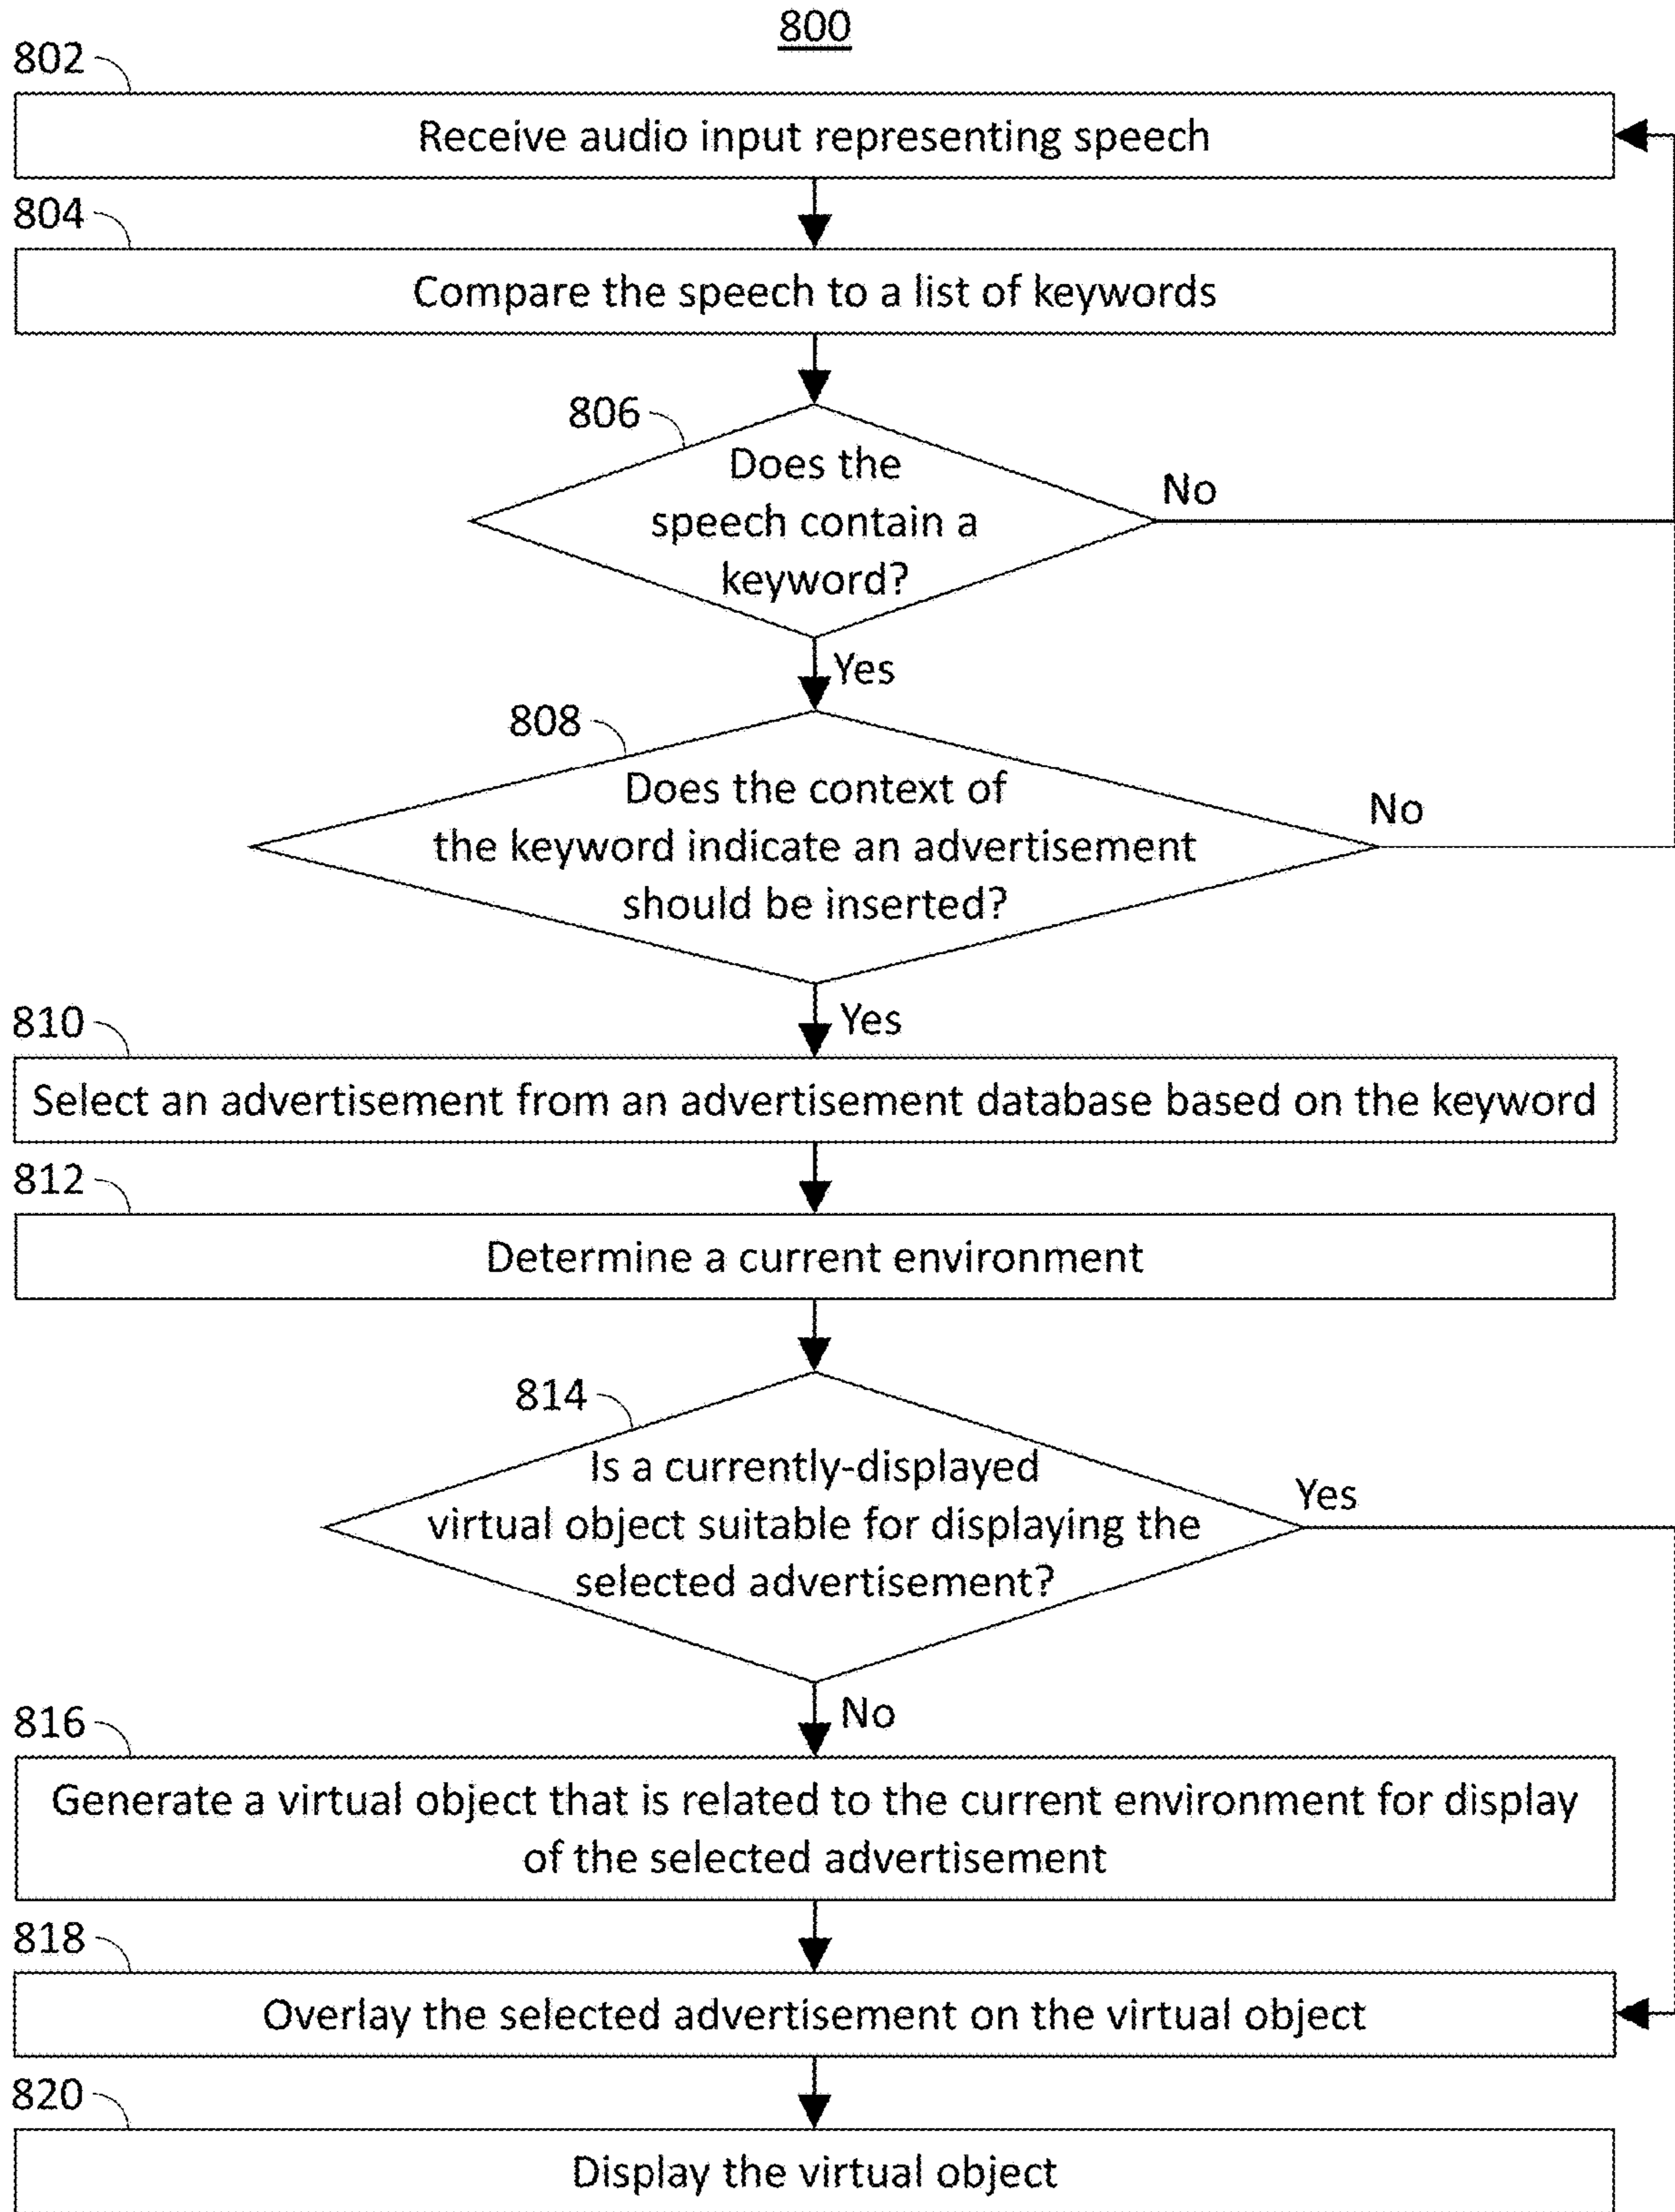 800
802
Receive audio input representing speech
804
Compare the speech to a list of keywords
806
Does the
speech contain a
keyword?
No
Yes
808
Does the context of
the keyword indicate an advertisement
should be inserted?
No
Yes
810
Select an advertisement from an advertisement database based on the keyword
812
Determine a current environment
814
Is a currently-displayed
virtual object suitable for displaying the
selected advertisement?
Yes
No
816
Generate a virtual object that is related to the current environment for display
of the selected advertisement
818
Overlay the selected advertisement on the virtual object
820
Display the virtual object